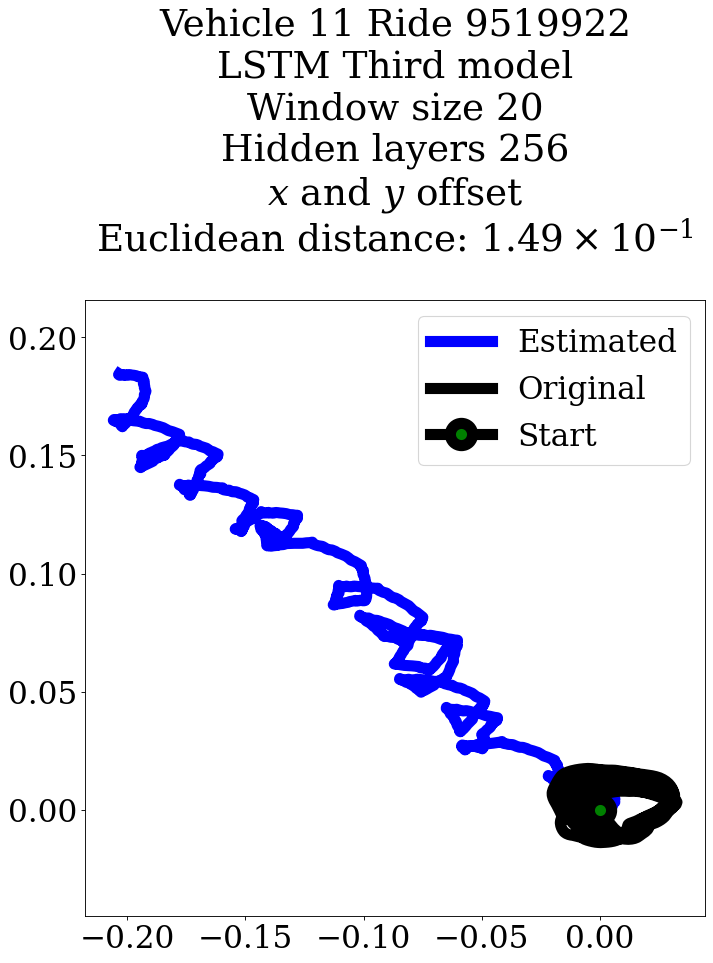 Vehicle 11 Ride 9519922
LSTM Third model
Window size 20
Hidden layers 256
x and y offset
Euclidean distance: 1.49 × 10⁻¹
Estimated
Original
Start
0.20
0.15
0.10
0.05
0.00
−0.20 −0.15 −0.10 −0.05 0.00